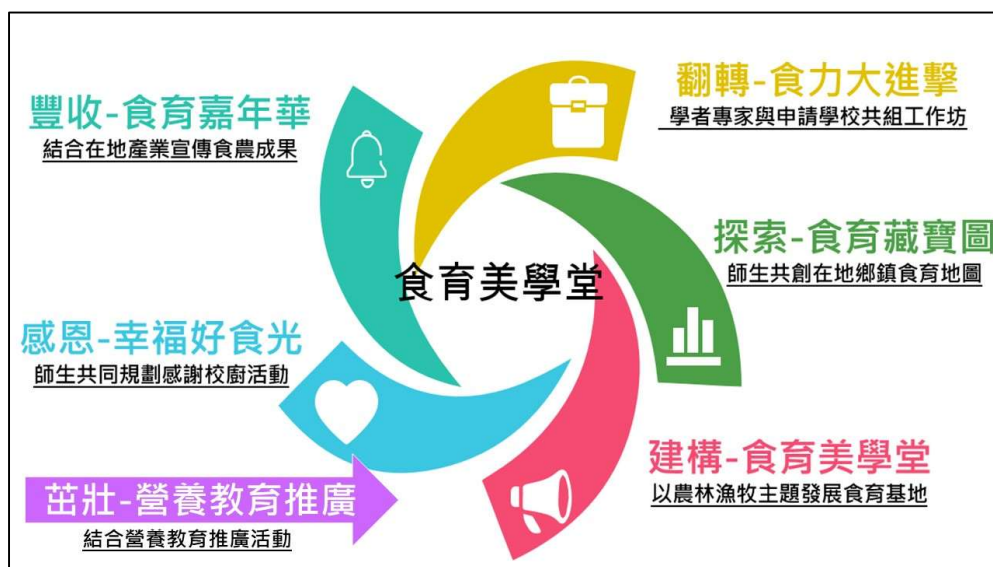 豐收-食育嘉年華
結合在地產業宣傳食農成果
翻轉-食力大進擊
學者專家與申請學校共組工作坊
探索-食育藏寶圖
師生共創在地鄉鎮食育地圖
食育美學堂
感恩-幸福好食光
師生共同規劃感謝校廚活動
建構-食育美學堂
以農林漁牧主題發展食育基地
茁壯-營養教育推廣
結合營養教育推廣活動